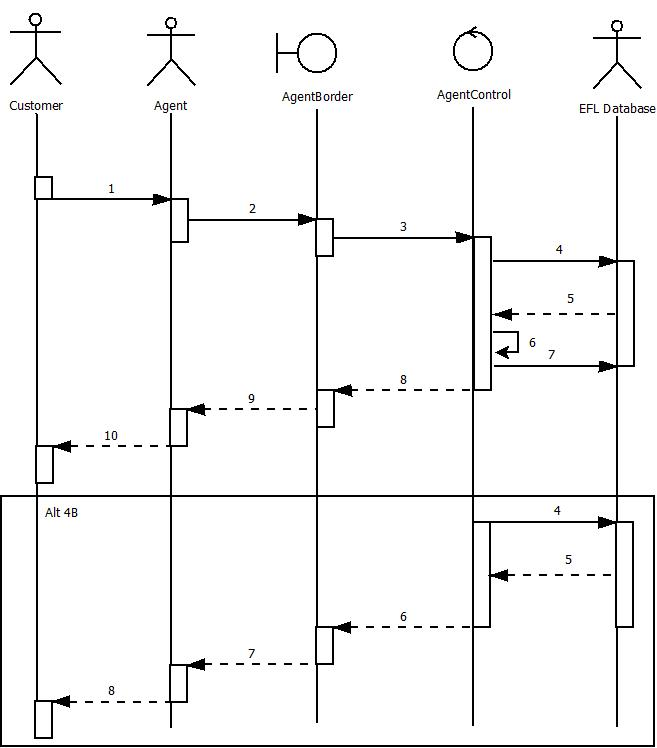 Customer
Agent
AgentBorder
AgentControl
EFL Database
1
2
3
4
5
6
7
8
9
10
Alt 4B
4
5
6
7
8